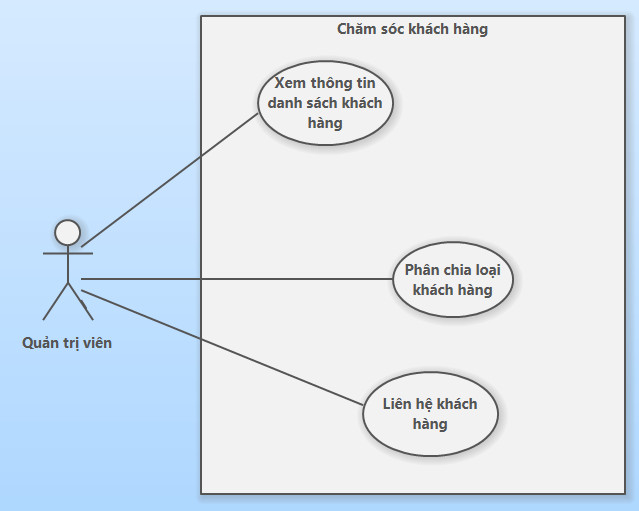 Chăm sóc khách hàng
Xem thông tin
danh sách khách
hàng
Phân chia loại
khách hàng
Quản trị viên
Liên hệ khách
hàng